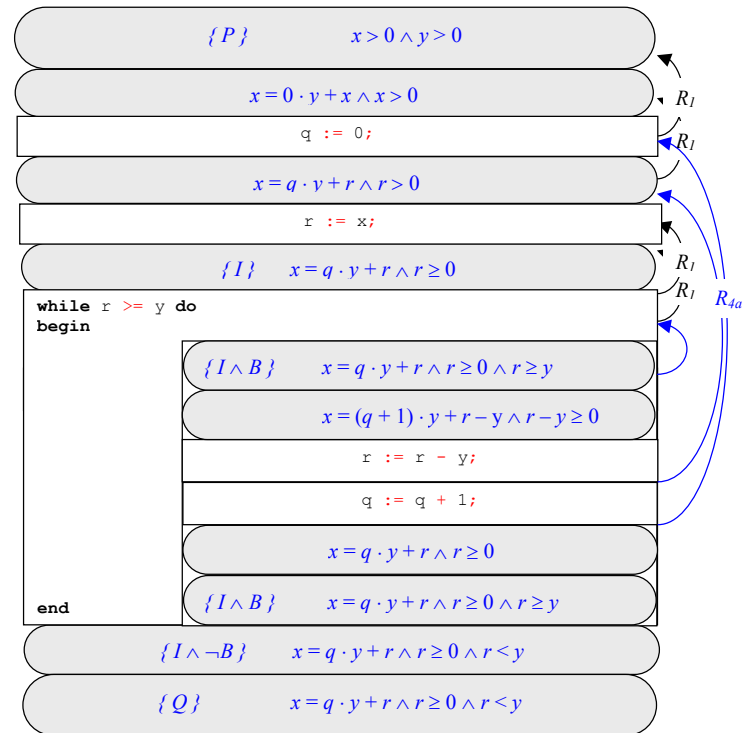 {P} x > 0 ∧ y > 0
x = 0 · y + x ∧ x > 0
R1
q := 0;
R1
x = q · y + r ∧ r > 0
r := x;
{I} x = q · y + r ∧ r ≥ 0
R1
R1
R4a
while r >= y do
begin
{I ∧ B} x = q · y + r ∧ r ≥ 0 ∧ r ≥ y
x = (q + 1) · y + r – y ∧ r – y ≥ 0
r := r - y;
q := q + 1;
x = q · y + r ∧ r ≥ 0
end
{I ∧ B} x = q · y + r ∧ r ≥ 0 ∧ r ≥ y
{I ∧ ¬B} x = q · y + r ∧ r ≥ 0 ∧ r < y
{Q} x = q · y + r ∧ r ≥ 0 ∧ r < y